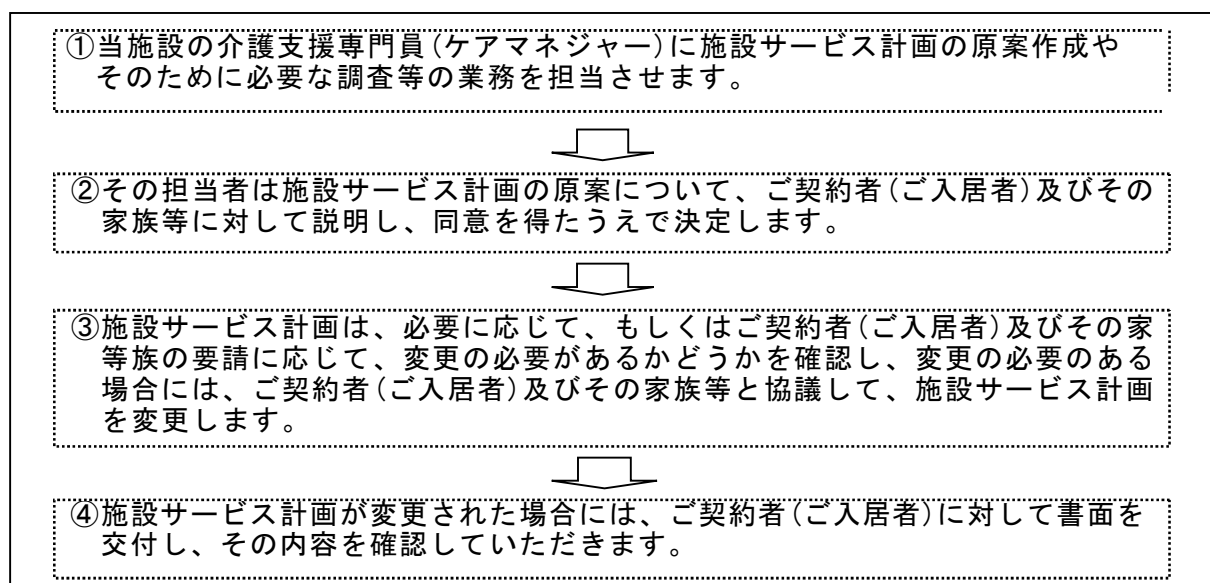 ①当施設の介護支援専門員(ケアマネジャー)に施設サービス計画の原案作成や
そのために必要な調査等の業務を担当させます。
②その担当者は施設サービス計画の原案について、ご契約者(ご入居者)及びその
家族等に対して説明し、同意を得たうえで決定します。
③施設サービス計画は、必要に応じて、もしくはご契約者(ご入居者)及びその家
等族の要請に応じて、変更の必要があるかどうかを確認し、変更の必要のある
場合には、ご契約者(ご入居者)及びその家族等と協議して、施設サービス計画
を変更します。
④施設サービス計画が変更された場合には、ご契約者(ご入居者)に対して書面を
交付し、その内容を確認していただきます。